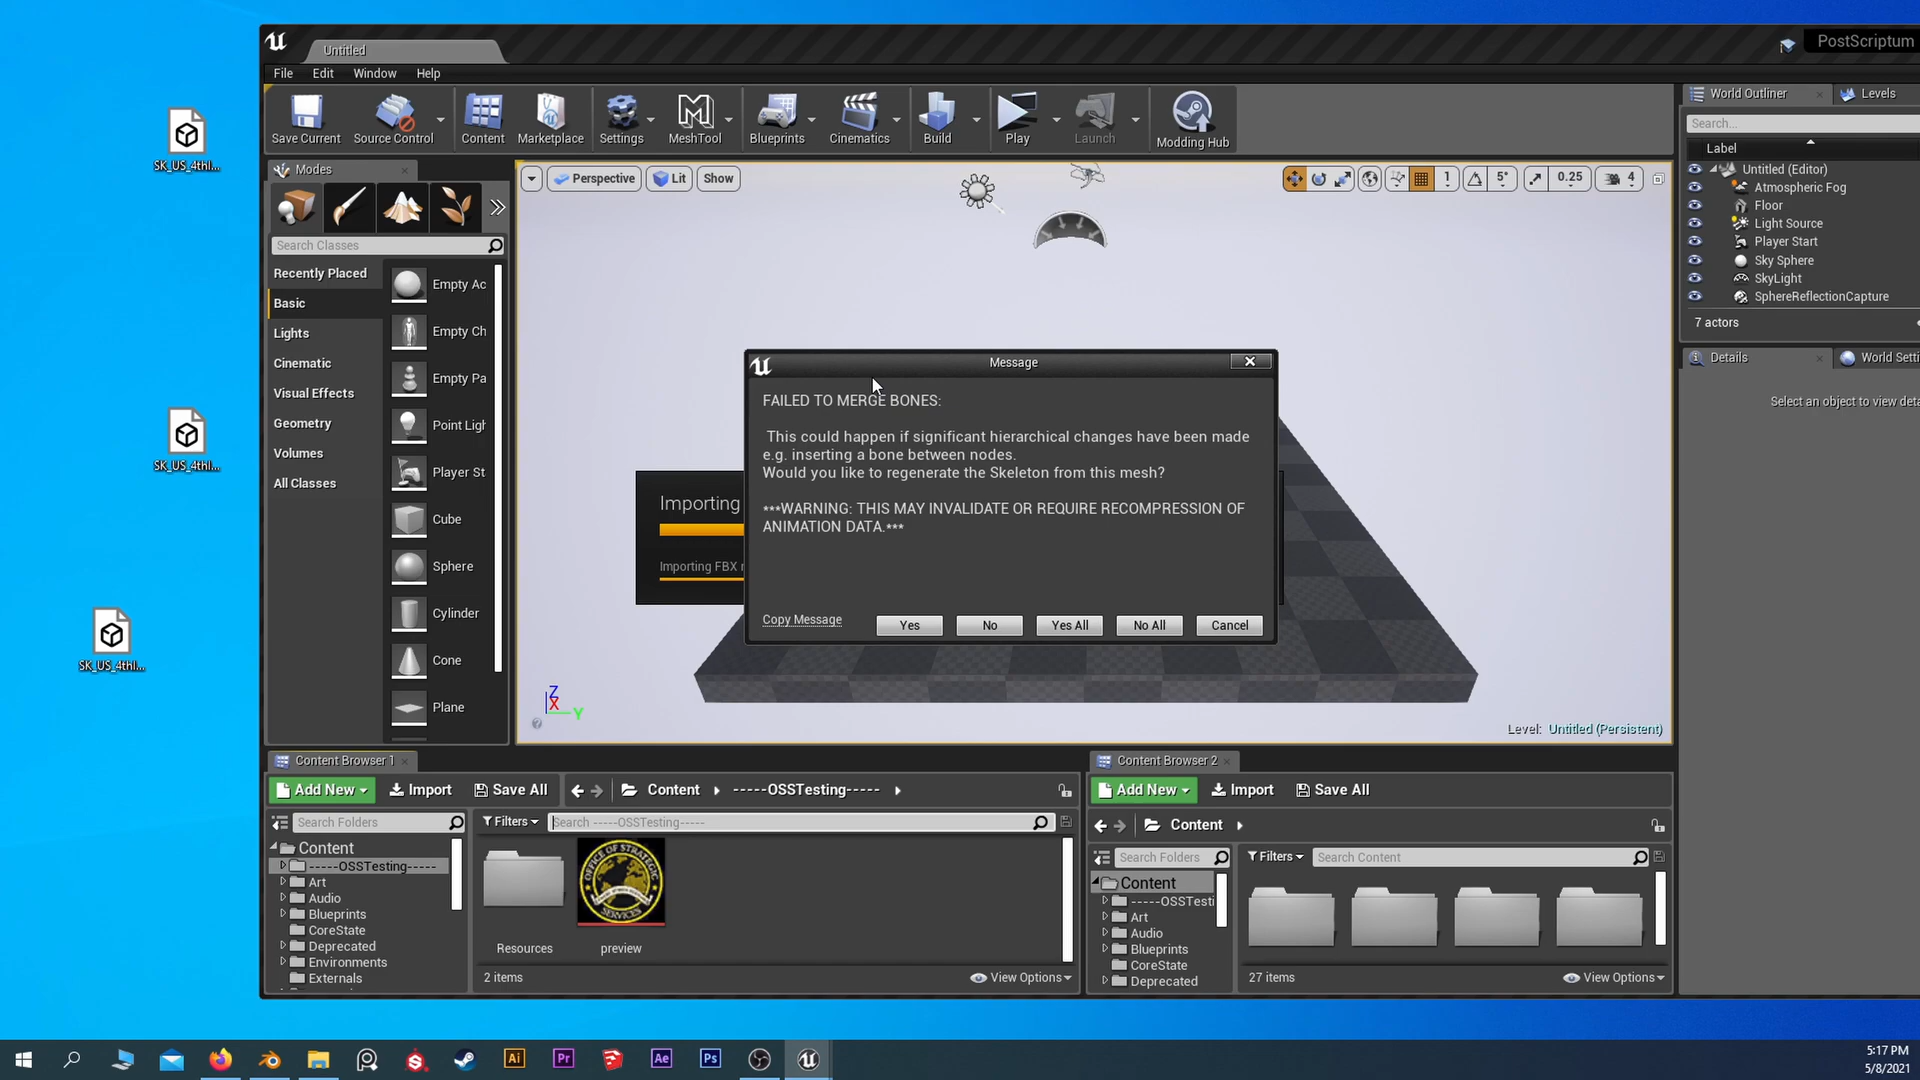 Untitled
PostScriptum
File Edit Window Help
Save Current Source Control Content Marketplace Settings MeshTool Blueprints Cinematics Build Play Launch Modding Hub
World Outliner Levels
Search...
Label
Untitled (Editor)
Atmospheric Fog
Floor
Light Source
Player Start
Sky Sphere
SkyLight
SphereReflectionCapture
7 actors
Details World Setti
Select an object to view deta
SK_US_4thI...
SK_US_4thI...
SK_US_4thI...
Modes
Search Classes
Recently Placed
Basic
Lights
Cinematic
Visual Effects
Geometry
Volumes
All Classes
Empty Ac
Empty Ch
Empty Pa
Point Ligh
Player St
Cube
Sphere
Cylinder
Cone
Plane
Perspective Lit Show
1 5° 0.25 4
Message
FAILED TO MERGE BONES:
This could happen if significant hierarchical changes have been made
e.g. inserting a bone between nodes.
Would you like to regenerate the Skeleton from this mesh?
***WARNING: THIS MAY INVALIDATE OR REQUIRE RECOMPRESSION OF
ANIMATION DATA.***
Copy Message Yes No Yes All No All Cancel
Importing
Importing FBX
Z
X
Y
Level: Untitled (Persistent)
Content Browser 1
Add New Import Save All Content -----OSSTesting-----
Search Folders
Filters Search -----OSSTesting-----
Content
-----OSSTesting-----
Art
Audio
Blueprints
CoreState
Deprecated
Environments
Externals
OFFICE OF STRATEGIC
SERVICES
Resources preview
2 items View Options
Content Browser 2
Add New Import Save All
Content
Search Folders
Filters Search Content
Content
-----OSSTesti
Art
Audio
Blueprints
CoreState
Deprecated
27 items View Options
Ai Pr Ae Ps
5:17 PM
5/8/2021